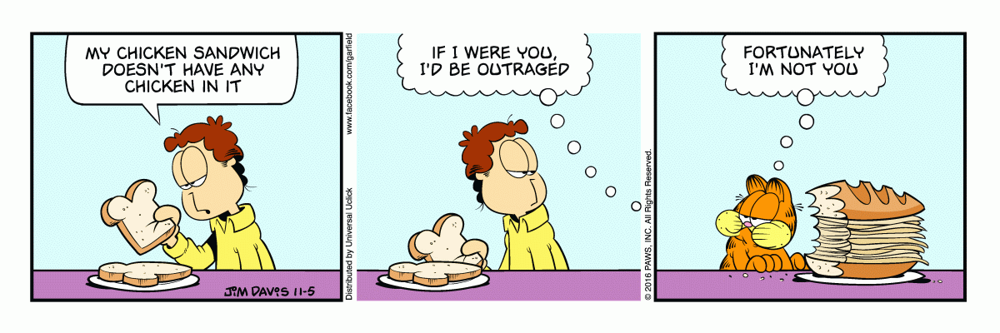 MY CHICKEN SANDWICH
DOESN'T HAVE ANY
CHICKEN IN IT
JIM DAVIS 11-5
www.facebook.com/garfield
Distributed by Universal Uclick
IF I WERE YOU,
I'D BE OUTRAGED
© 2016 PAWS, INC. All Rights Reserved.
FORTUNATELY
I'M NOT YOU